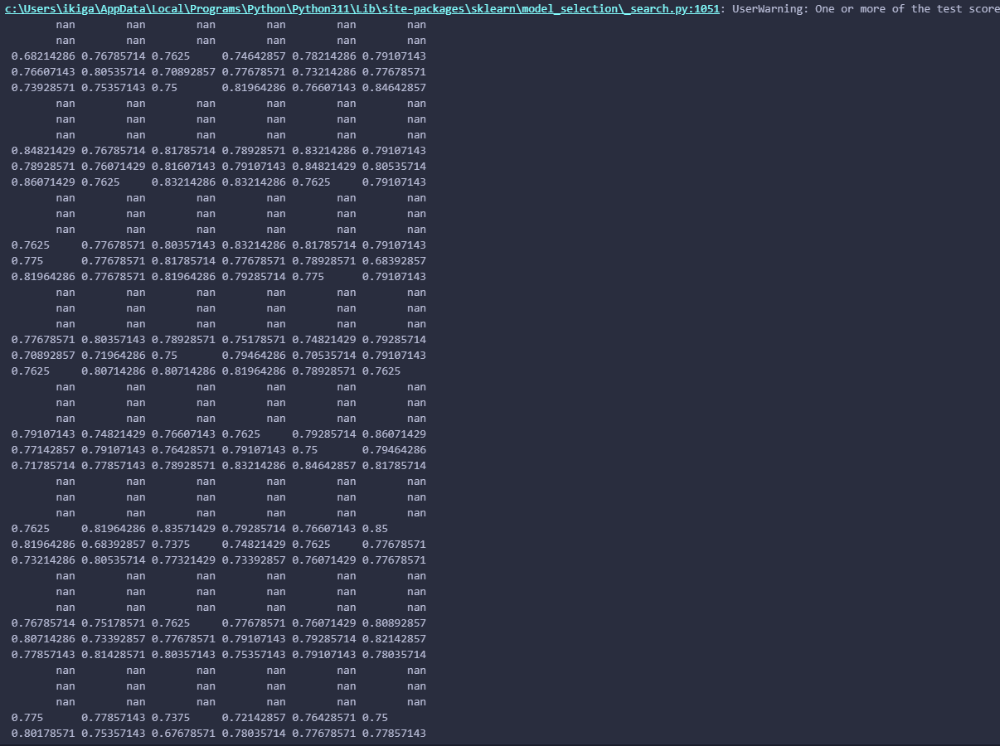 c:\Users\ikiga\AppData\Local\Programs\Python\Python311\Lib\site-packages\sklearn\model_selection\_search.py:1051: UserWarning: One or more of the test score
nan nan nan nan nan nan
nan nan nan nan nan nan
0.68214286 0.76785714 0.7625 0.74642857 0.78214286 0.79107143
0.76607143 0.80535714 0.70892857 0.77678571 0.73214286 0.77678571
0.73928571 0.75357143 0.75 0.81964286 0.76607143 0.84642857
nan nan nan nan nan nan
nan nan nan nan nan nan
nan nan nan nan nan nan
0.84821429 0.76785714 0.81785714 0.78928571 0.83214286 0.79107143
0.78928571 0.76071429 0.81607143 0.79107143 0.84821429 0.80535714
0.86071429 0.7625 0.83214286 0.83214286 0.7625 0.79107143
nan nan nan nan nan nan
nan nan nan nan nan nan
nan nan nan nan nan nan
0.7625 0.77678571 0.80357143 0.83214286 0.81785714 0.79107143
0.775 0.77678571 0.81785714 0.77678571 0.78928571 0.68392857
0.81964286 0.77678571 0.81964286 0.79285714 0.775 0.79107143
nan nan nan nan nan nan
nan nan nan nan nan nan
nan nan nan nan nan nan
0.77678571 0.80357143 0.78928571 0.75178571 0.74821429 0.79285714
0.70892857 0.71964286 0.75 0.79464286 0.70535714 0.79107143
0.7625 0.80714286 0.80714286 0.81964286 0.78928571 0.7625
nan nan nan nan nan nan
nan nan nan nan nan nan
nan nan nan nan nan nan
0.79107143 0.74821429 0.76607143 0.7625 0.79285714 0.86071429
0.77142857 0.79107143 0.76428571 0.79107143 0.75 0.79464286
0.71785714 0.77857143 0.78928571 0.83214286 0.84642857 0.81785714
nan nan nan nan nan nan
nan nan nan nan nan nan
nan nan nan nan nan nan
0.7625 0.81964286 0.83571429 0.79285714 0.76607143 0.85
0.81964286 0.68392857 0.7375 0.74821429 0.7625 0.77678571
0.73214286 0.80535714 0.77321429 0.73392857 0.76071429 0.77678571
nan nan nan nan nan nan
nan nan nan nan nan nan
nan nan nan nan nan nan
0.76785714 0.75178571 0.7625 0.77678571 0.76071429 0.80892857
0.80714286 0.73392857 0.77678571 0.79107143 0.79285714 0.82142857
0.77857143 0.81428571 0.80357143 0.75357143 0.79107143 0.78035714
nan nan nan nan nan nan
nan nan nan nan nan nan
nan nan nan nan nan nan
0.775 0.77857143 0.7375 0.72142857 0.76428571 0.75
0.80178571 0.75357143 0.67678571 0.78035714 0.77678571 0.77857143